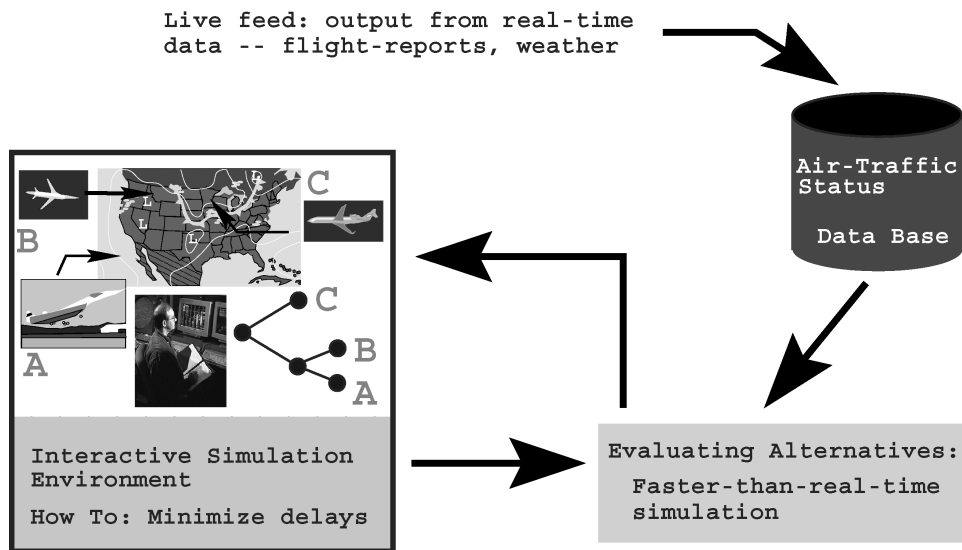 Live feed: output from real-time
data -- flight-reports, weather
Air-Traffic
Status
Data Base
C
B
A
L
L
L
L
C
B
A
Interactive Simulation
Environment
How To: Minimize delays
Evaluating Alternatives:
Faster-than-real-time
simulation